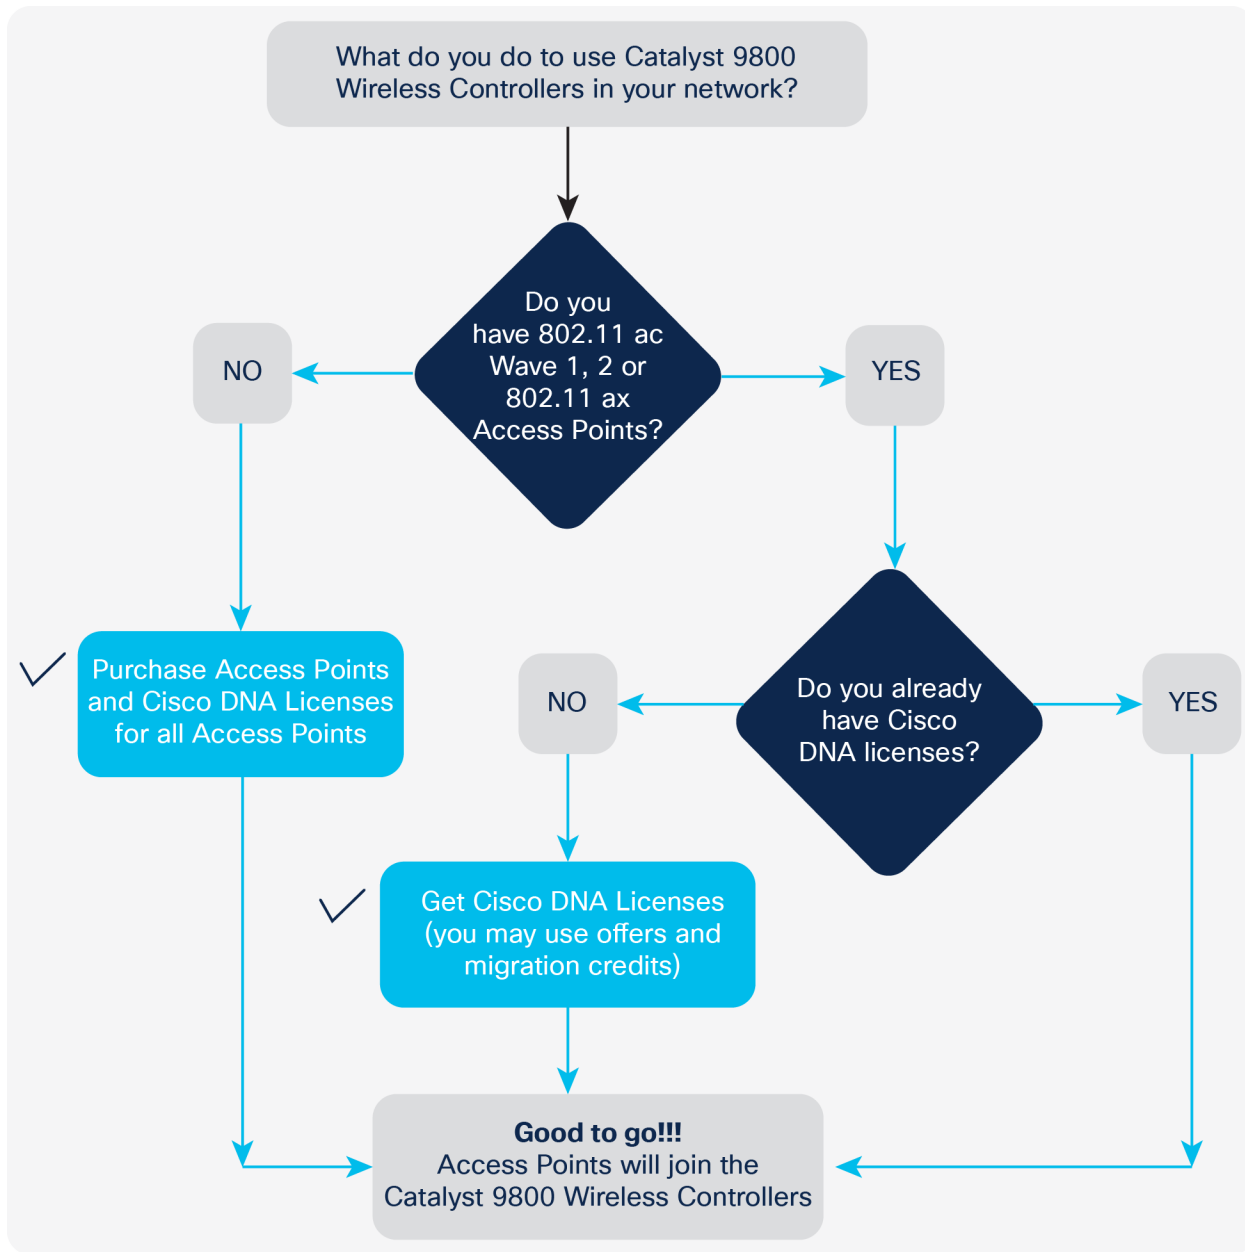 What do you do to use Catalyst 9800
Wireless Controllers in your network?
Do you
have 802.11 ac
Wave 1, 2 or
802.11 ax
Access Points?
NO
YES
Purchase Access Points
and Cisco DNA Licenses
for all Access Points
NO
Do you already
have Cisco
DNA licenses?
YES
Get Cisco DNA Licenses
(you may use offers and
migration credits)
Good to go!!!
Access Points will join the
Catalyst 9800 Wireless Controllers